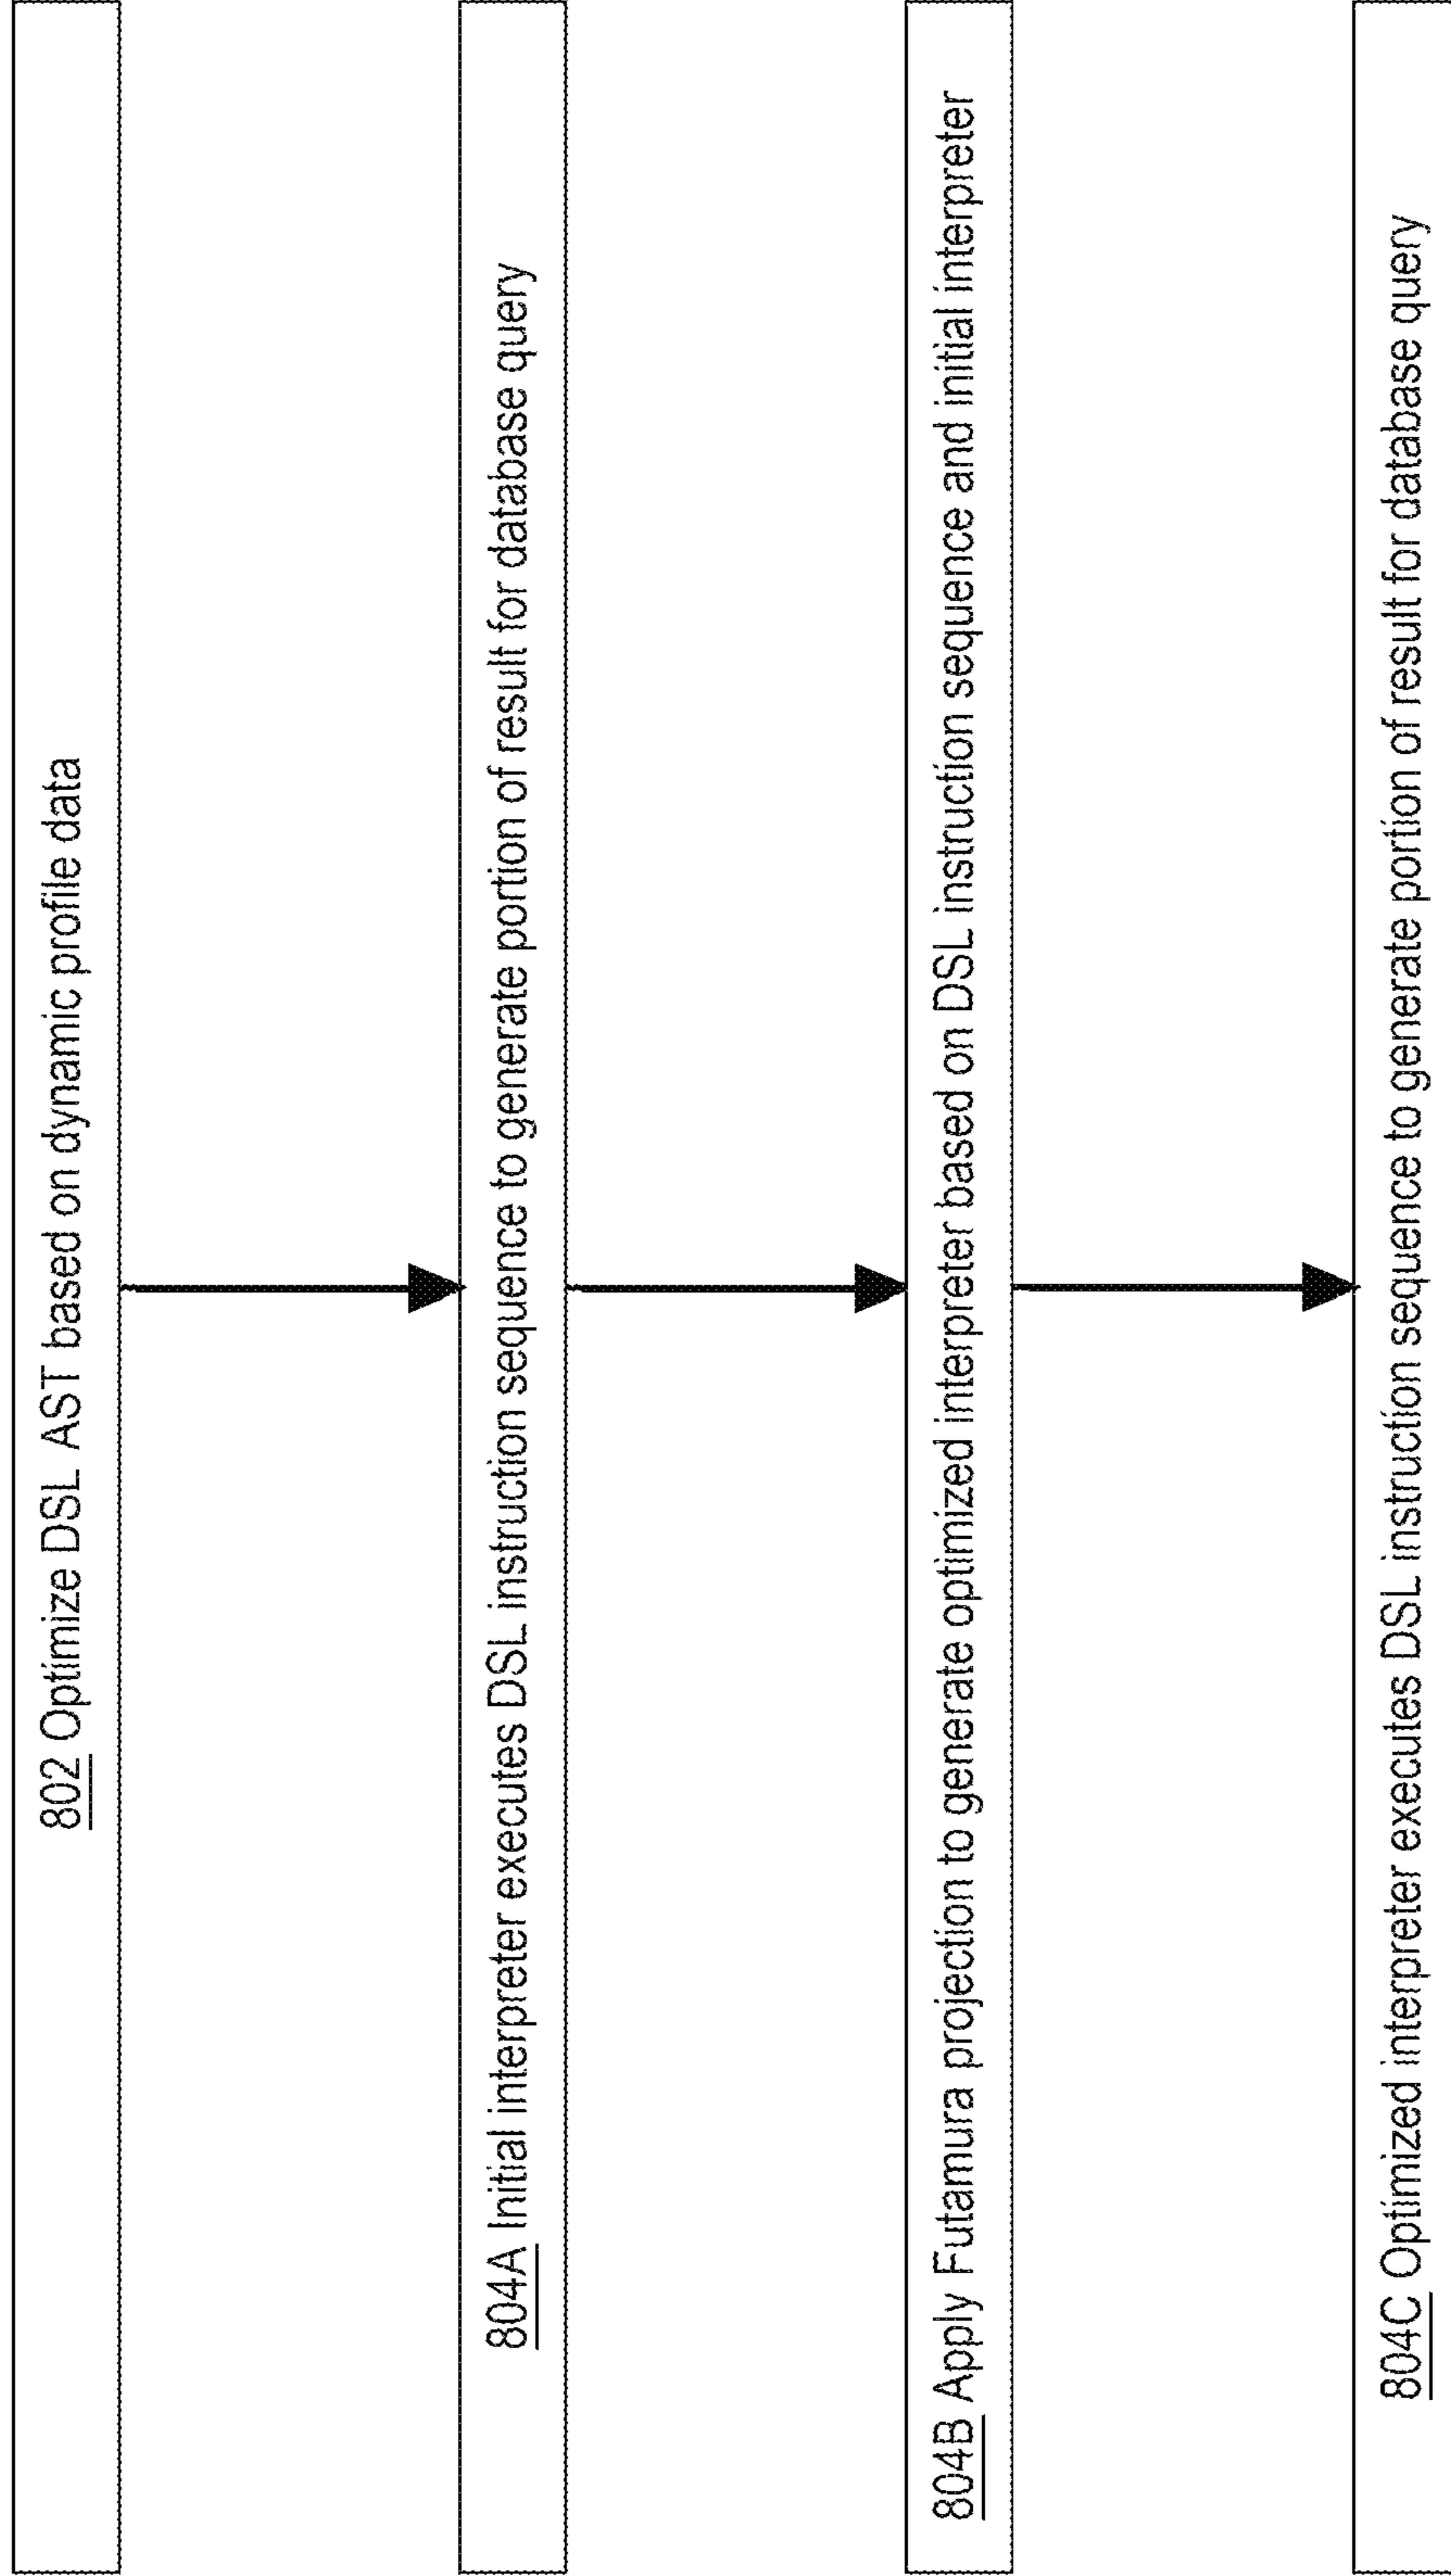 802 Optimize DSL AST based on dynamic profile data
804A Initial interpreter executes DSL instruction sequence to generate portion of result for database query
804B Apply Futamura projection to generate optimized interpreter based on DSL instruction sequence and initial interpreter
804C Optimized interpreter executes DSL instruction sequence to generate portion of result for database query